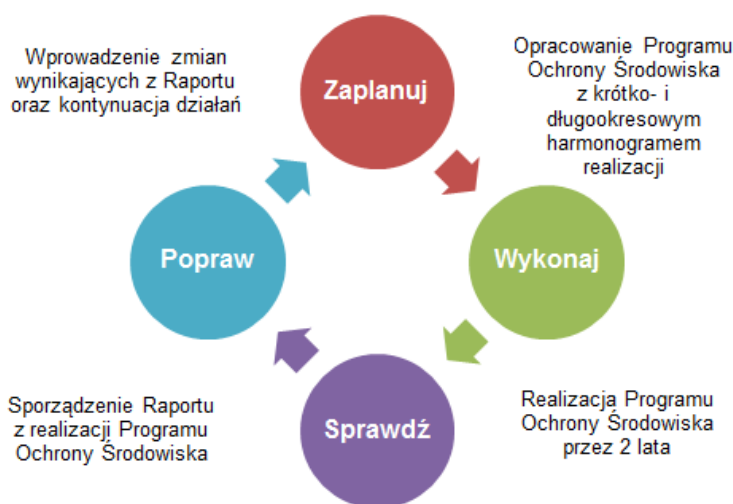 Zaplanuj
Opracowanie Programu
Ochrony Środowiska
z krótko- i
długookresowym
harmonogramem
realizacji
Wykonaj
Realizacja Programu
Ochrony Środowiska
przez 2 lata
Sprawdź
Sporządzenie Raportu
z realizacji Programu
Ochrony Środowiska
Popraw
Wprowadzenie zmian
wynikających z Raportu
oraz kontynuacja działań